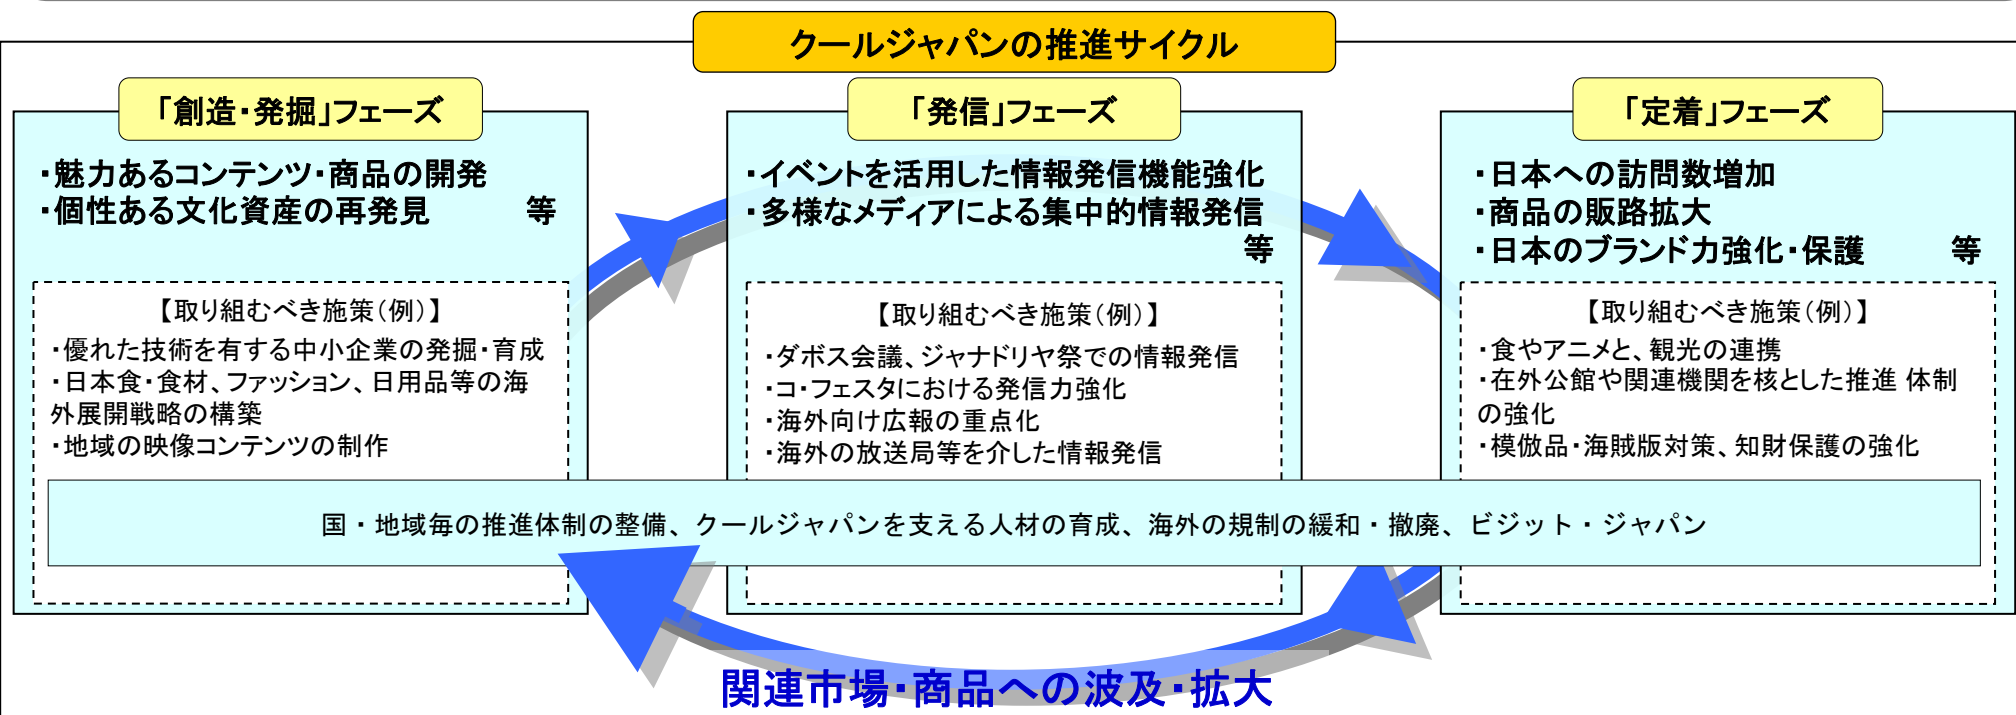 クールジャパンの推進サイクル
「創造・発掘」フェーズ
・魅力あるコンテンツ・商品の開発
・個性ある文化資産の再発見 等
【取り組むべき施策(例)】
・優れた技術を有する中小企業の発掘・育成
・日本食・食材、ファッション、日用品等の海
外展開戦略の構築
・地域の映像コンテンツの制作
「発信」フェーズ
・イベントを活用した情報発信機能強化
・多様なメディアによる集中的情報発信
等
【取り組むべき施策(例)】
・ダボス会議、ジャナドリヤ祭での情報発信
・コ・フェスタにおける発信力強化
・海外向け広報の重点化
・海外の放送局等を介した情報発信
「定着」フェーズ
・日本への訪問数増加
・商品の販路拡大
・日本のブランド力強化・保護 等
【取り組むべき施策(例)】
・食やアニメと、観光の連携
・在外公館や関連機関を核とした推進 体制
の強化
・模倣品・海賊版対策、知財保護の強化
国・地域毎の推進体制の整備、クールジャパンを支える人材の育成、海外の規制の緩和・撤廃、ビジット・ジャパン
関連市場・商品への波及・拡大